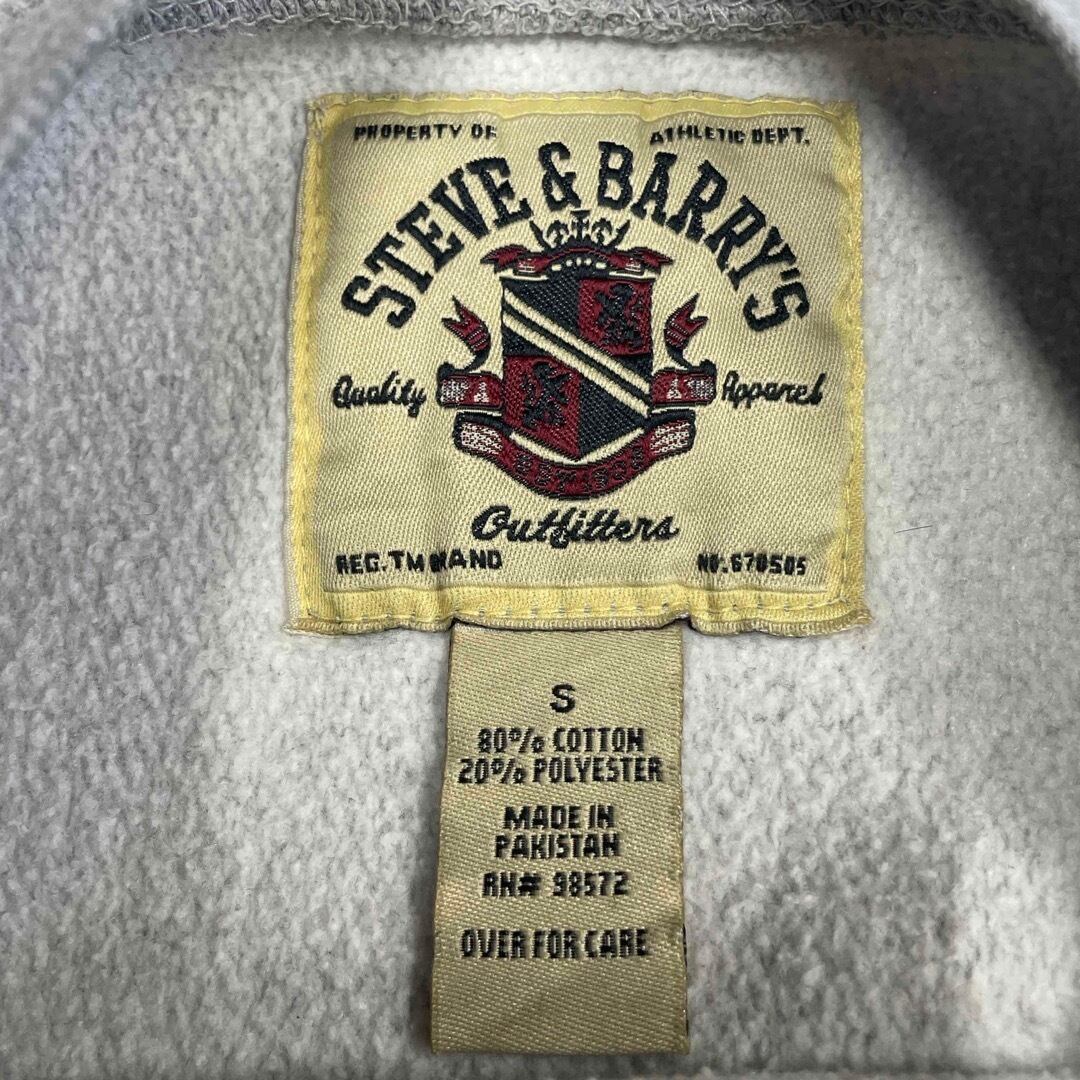 PROPERTY OF ATHLETIC DEPT.
STEVE & BARRY'S
Quality Apparel
Outfitters
REG. TM BRAND NO. 670505
S
80% COTTON
20% POLYESTER
MADE IN
PAKISTAN
RN# 98572
OVER FOR CARE